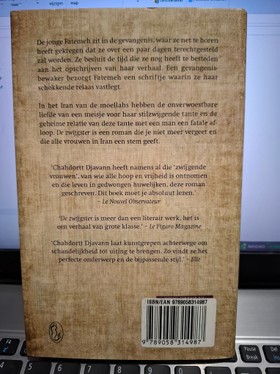 De jonge Fatemeh zit in de gevangenis, waar ze net te horen
heeft gekregen dat ze over een paar dagen terechtgesteld
zal worden. Ze besluit de tijd die ze nog heeft te besteden
aan het opschrijven van haar verhaal. Een gevangenis-
bewaker bezorgt Fatemeh een schriftje waarin ze haar
schokkende relaas vastlegt.
In het Iran van de moellahs hebben de onverwoestbare
liefde van een meisje voor haar stilzwijgende tante en de
geheime relatie van deze tante met een man een fatale af
loop. De zwijgster is een roman die je niet meer vergeet en
die alle vrouwen in Iran een stem geeft.
'Chahdortt Djavann heeft namens al die 'zwijgende
vrouwen', van wie alle hoop en vrijheid is ontnomen
en die leven in gedwongen huwelijken, deze roman
geschreven. Dit boek moet je absoluut lezen.'
– Le Nouvel Observateur
'De zwijgster is meer dan een literair werk, het is
een verhaal van grote klasse.' – Le Figaro Magazine
'Chahdortt Djavann laat kunstgrepen achterwege om
schandelijkheid tot uiting te brengen. Zo vindt ze het
perfecte onderwerp en de bijpassende stijl.' – Elle
ISBN/EAN 9789058314987
9 789058 314987